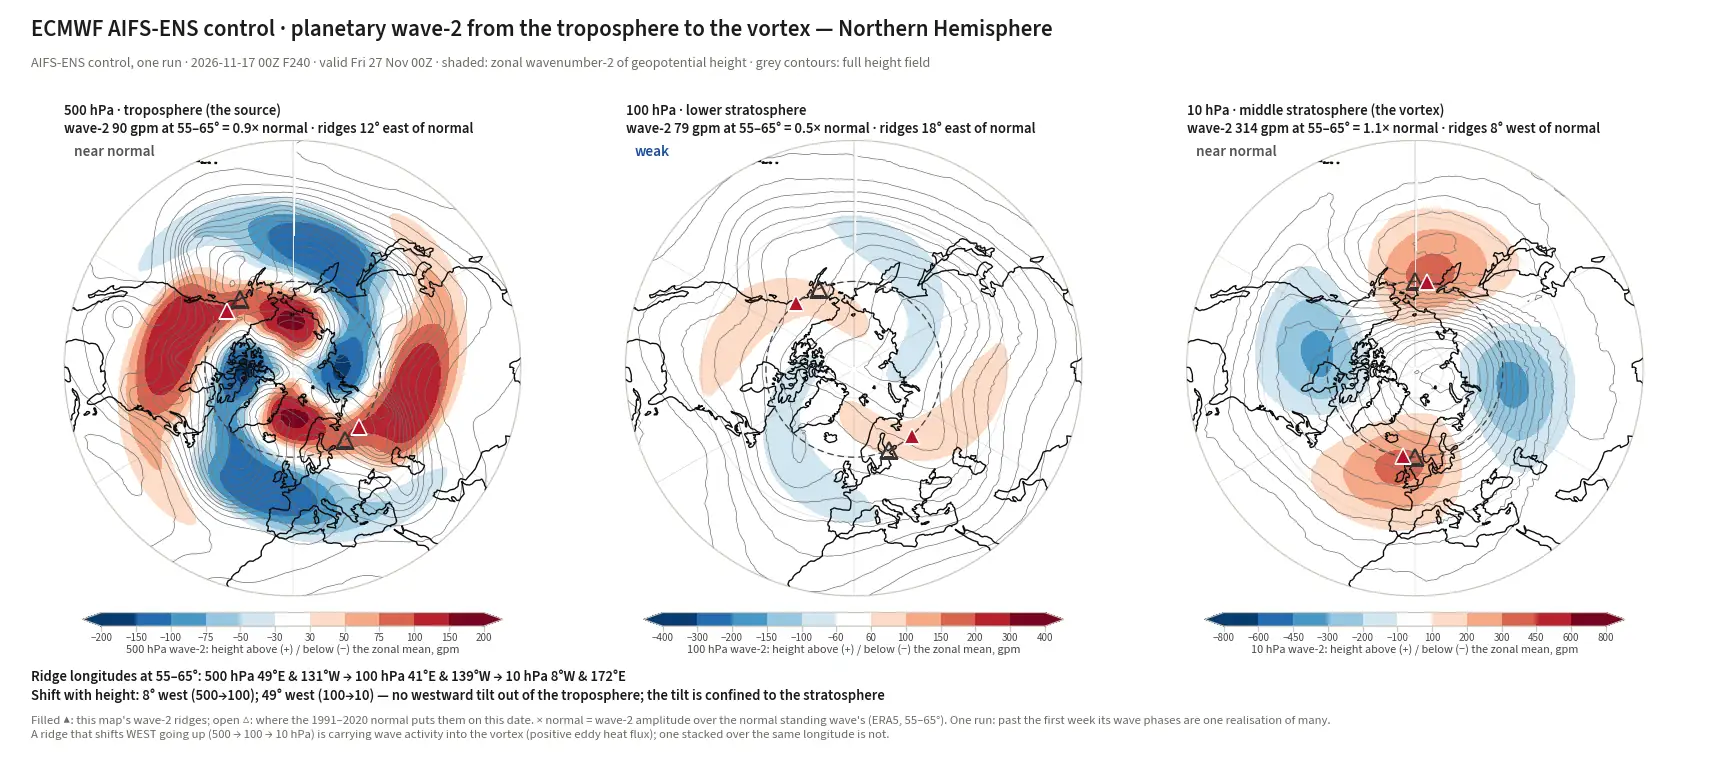 ECMWF AIFS-ENS control · planetary wave-2 from the troposphere to the vortex — Northern Hemisphere
AIFS-ENS control, one run · 2026-11-17 00Z F240 · valid Fri 27 Nov 00Z · shaded: zonal wavenumber-2 of geopotential height · grey contours: full height field
500 hPa · troposphere (the source)
wave-2 90 gpm at 55–65° = 0.9× normal · ridges 12° east of normal
near normal
100 hPa · lower stratosphere
wave-2 79 gpm at 55–65° = 0.5× normal · ridges 18° east of normal
weak
10 hPa · middle stratosphere (the vortex)
wave-2 314 gpm at 55–65° = 1.1× normal · ridges 8° west of normal
near normal
−200 −150 −100 −75 −50 −30 30 50 75 100 150 200
500 hPa wave-2: height above (+) / below (−) the zonal mean, gpm
−400 −300 −200 −150 −100 −60 60 100 150 200 300 400
100 hPa wave-2: height above (+) / below (−) the zonal mean, gpm
−800 −600 −450 −300 −200 −100 100 200 300 450 600 800
10 hPa wave-2: height above (+) / below (−) the zonal mean, gpm
Ridge longitudes at 55–65°: 500 hPa 49°E & 131°W → 100 hPa 41°E & 139°W → 10 hPa 8°W & 172°E
Shift with height: 8° west (500→100); 49° west (100→10) — no westward tilt out of the troposphere; the tilt is confined to the stratosphere
Filled ▲: this map's wave-2 ridges; open △: where the 1991–2020 normal puts them on this date. × normal = wave-2 amplitude over the normal standing wave's (ERA5, 55–65°). One run: past the first week its wave phases are one realisation of many.
A ridge that shifts WEST going up (500 → 100 → 10 hPa) is carrying wave activity into the vortex (positive eddy heat flux); one stacked over the same longitude is not.